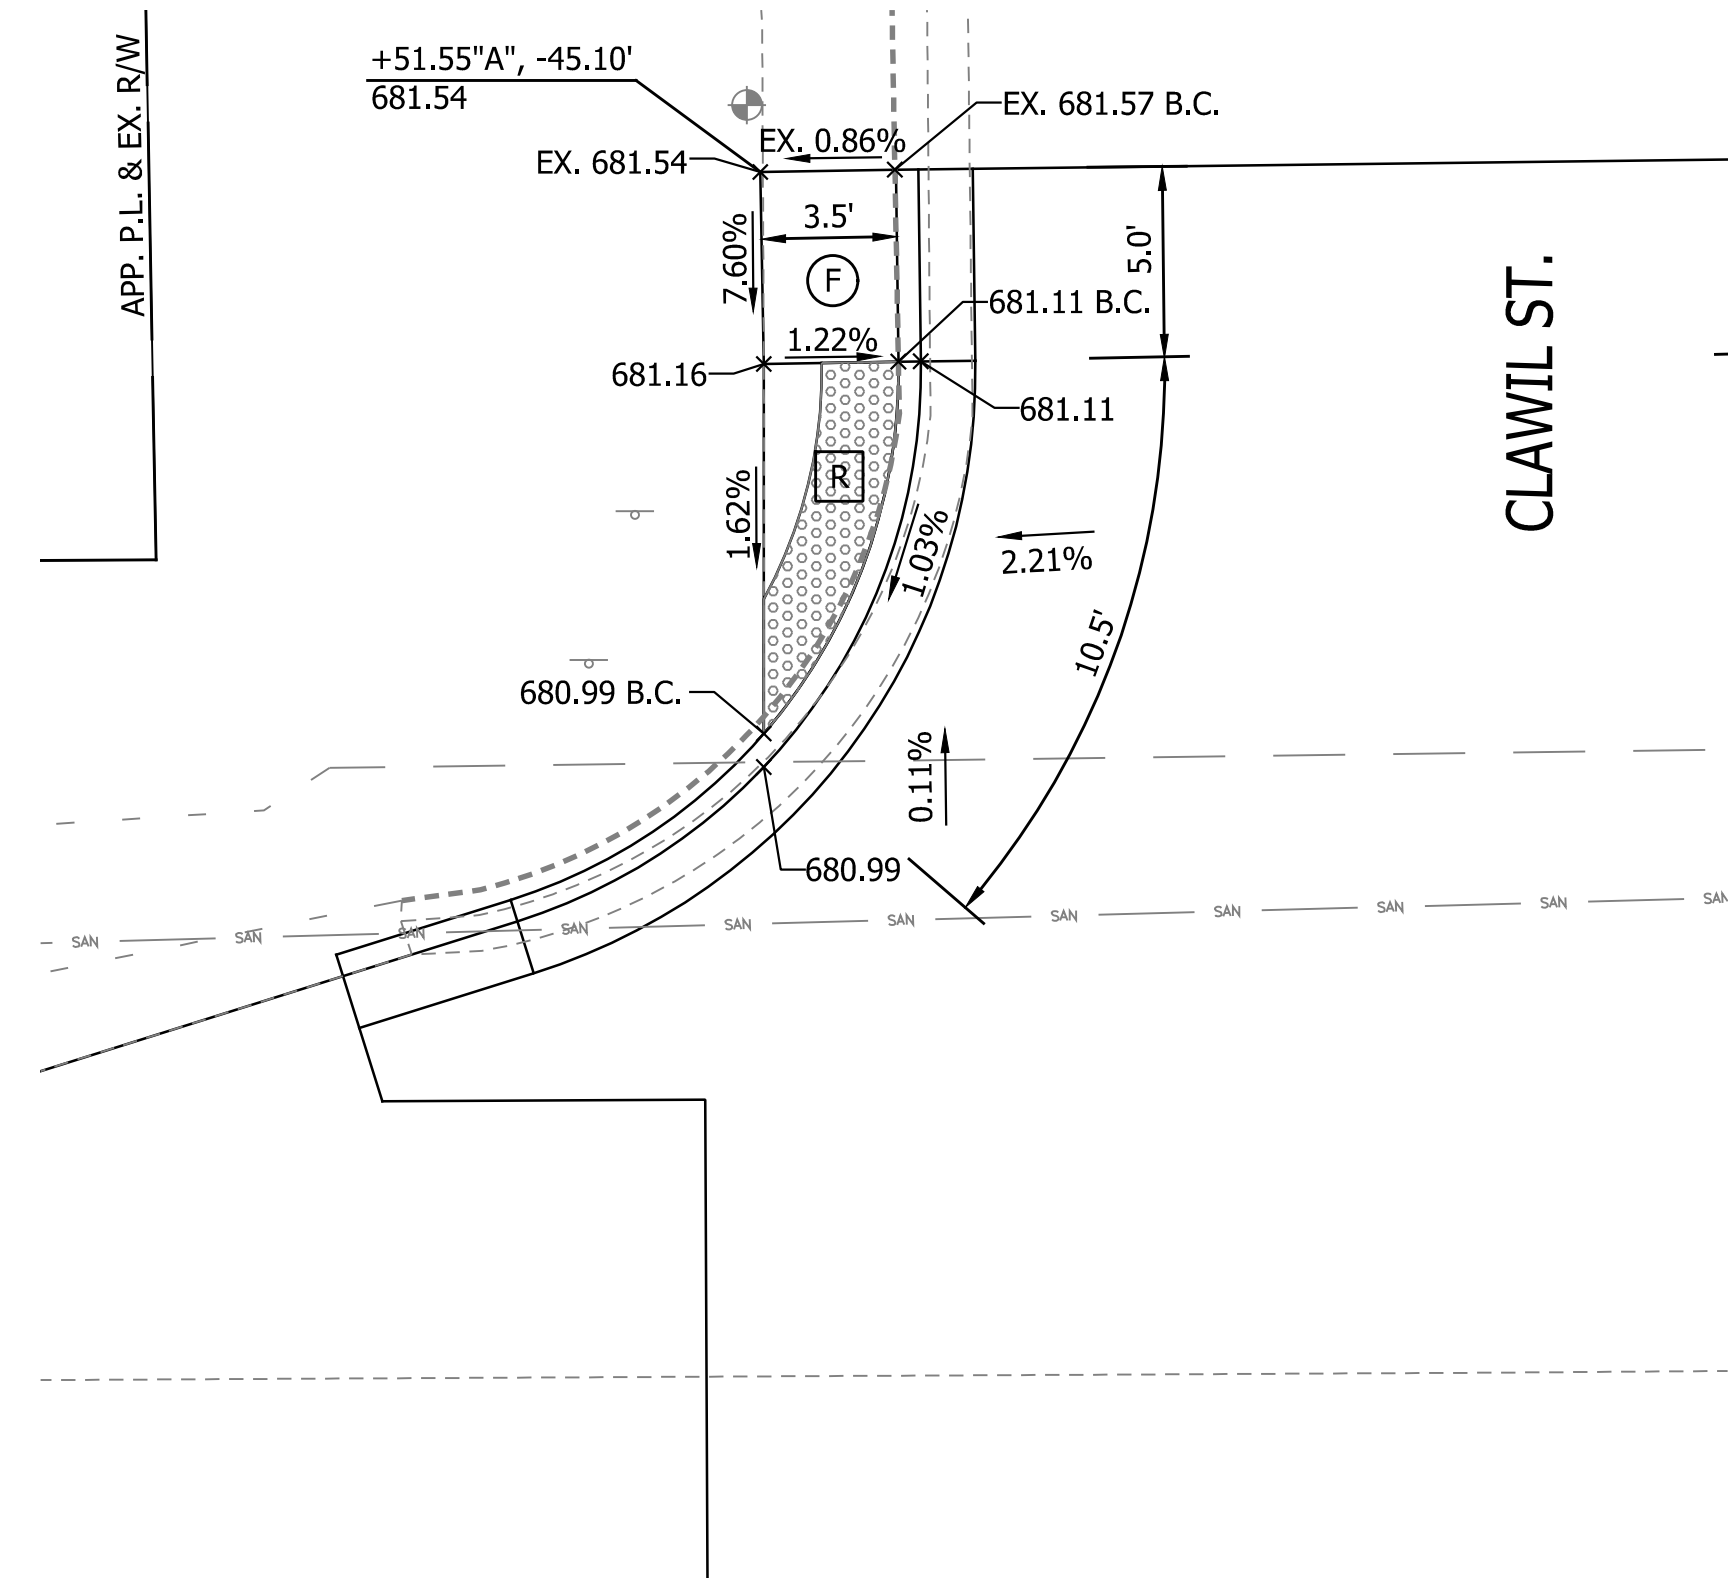 APP. P.L. & EX. R/W
+51.55"A", -45.10'
681.54
EX. 681.57 B.C.
EX. 0.86%
EX. 681.54
3.5'
7.60%
F
5.0'
681.11 B.C.
1.22%
681.16
681.11
CLAWIL ST.
R
1.62%
1.03%
2.21%
10.5'
680.99 B.C.
0.11%
680.99
SAN
SAN
SAN
SAN
SAN
SAN
SAN
SAN
SAN
SAN
SAN